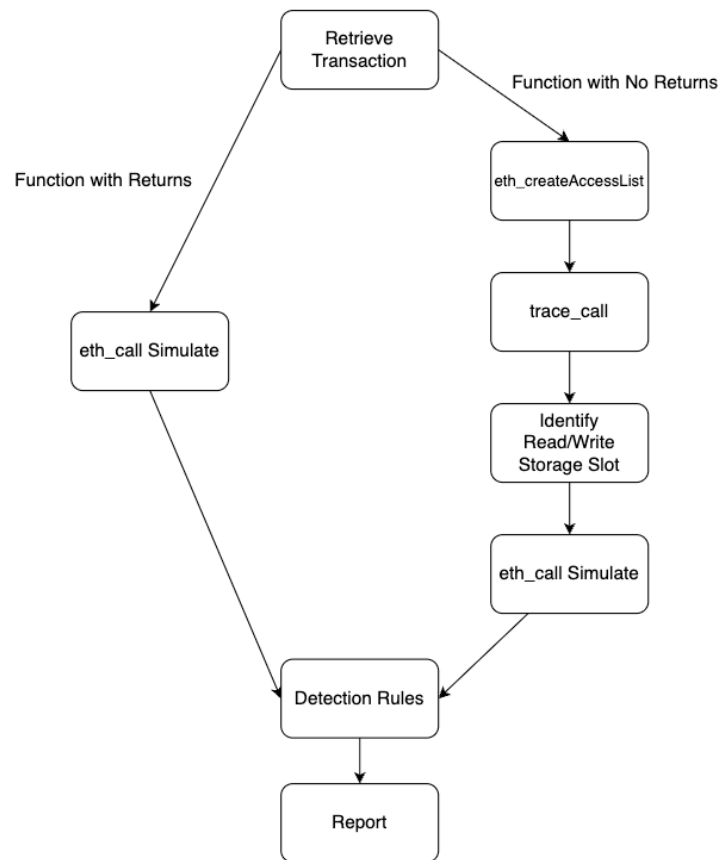 Retrieve
Transaction
Function with No Returns
Function with Returns
eth_createAccessList
trace_call
eth_call Simulate
Identify
Read/Write
Storage Slot
eth_call Simulate
Detection Rules
Report